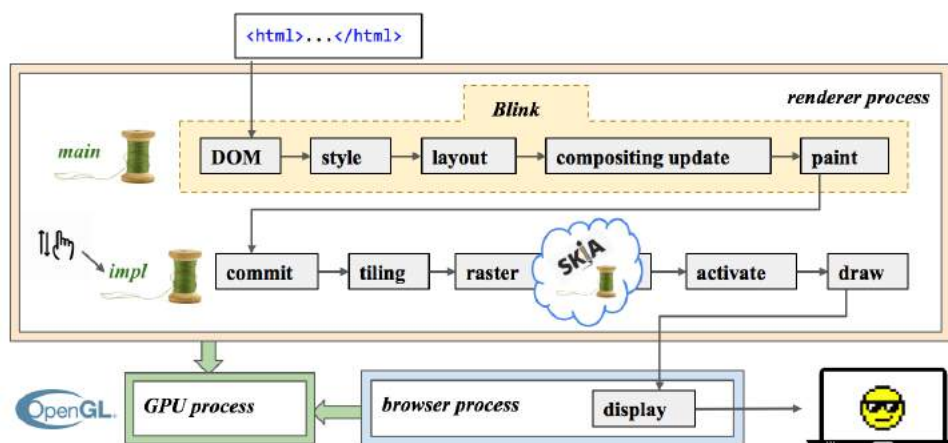 <html>...</html>
renderer process
Blink
main
DOM
style
layout
compositing update
paint
impl
commit
tiling
raster
SKIA
activate
draw
OpenGL
GPU process
browser process
display